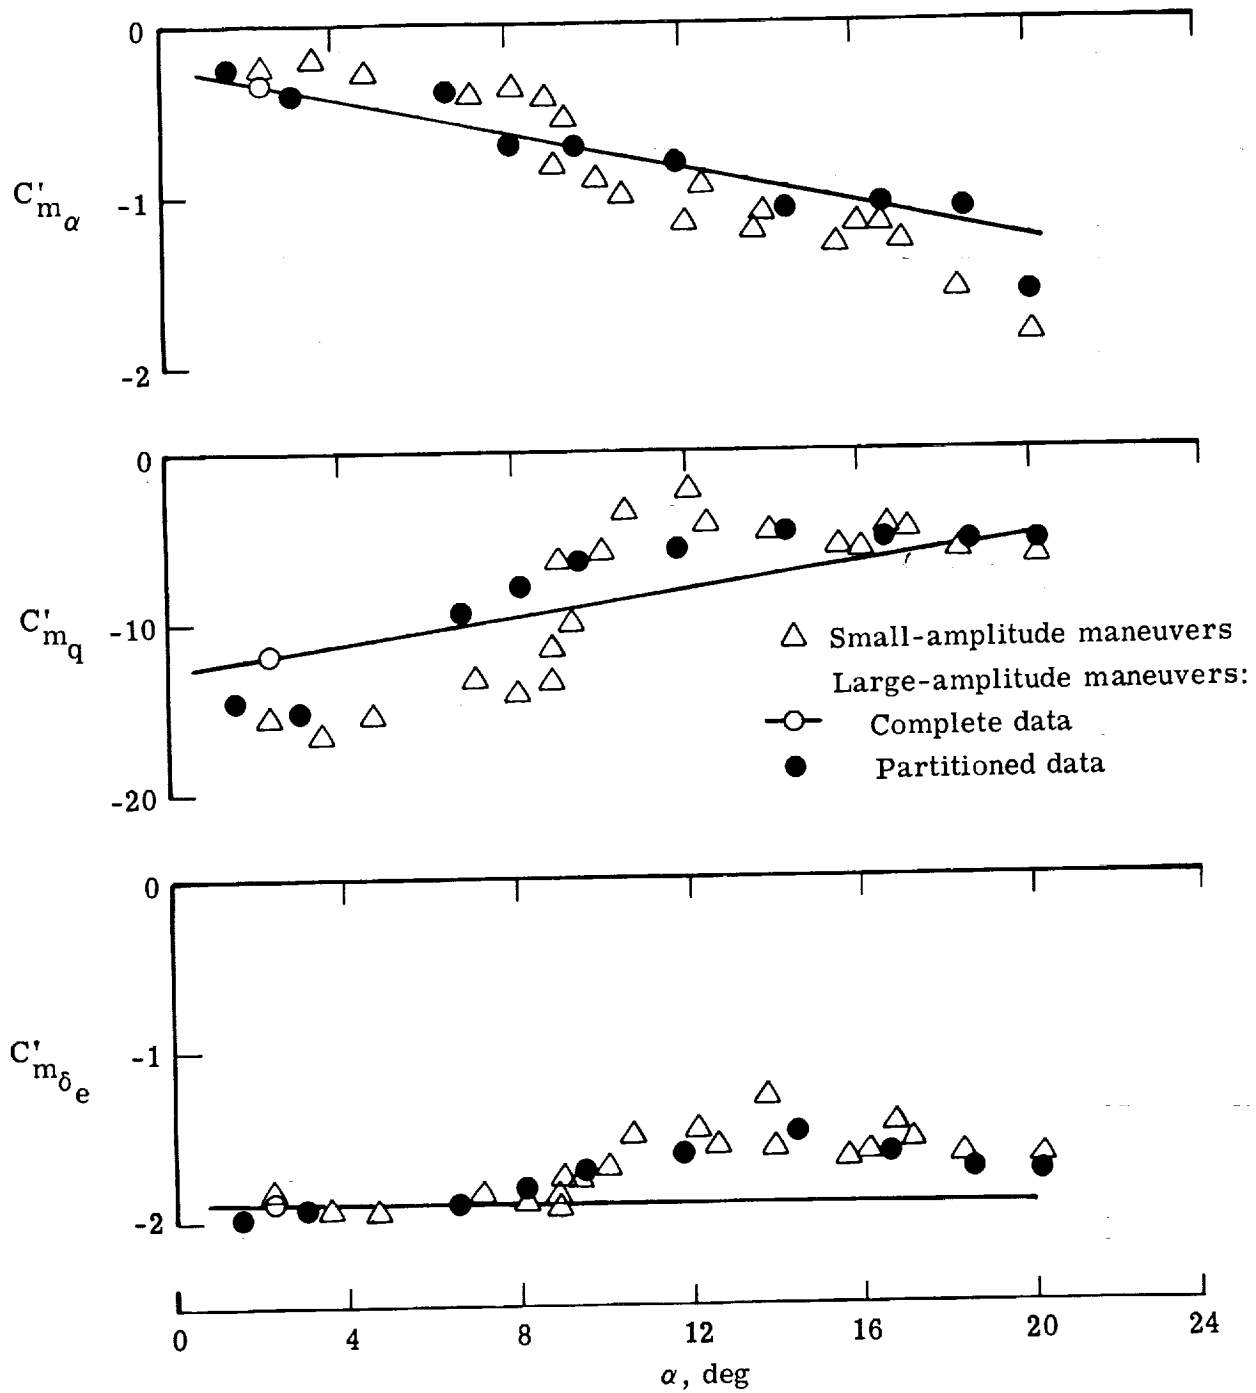 0
C'mα
-1
-2
0
C'mq
-10
-20
Small-amplitude maneuvers
Large-amplitude maneuvers:
Complete data
Partitioned data
0
C'mδe
-1
-2
0 4 8 12 16 20 24
α, deg